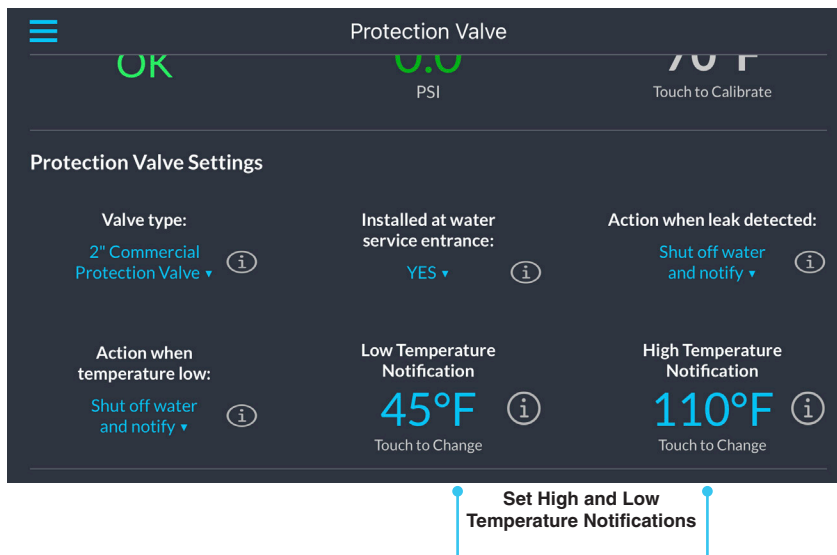 Protection Valve
OK
0.0
70°F
PSI
Touch to Calibrate
Protection Valve Settings
Valve type:
2" Commercial
Protection Valve ▾
Installed at water
service entrance:
YES ▾
Action when leak detected:
Shut off water
and notify ▾
Action when
temperature low:
Shut off water
and notify ▾
Low Temperature
Notification
45°F
Touch to Change
High Temperature
Notification
110°F
Touch to Change
Set High and Low
Temperature Notifications